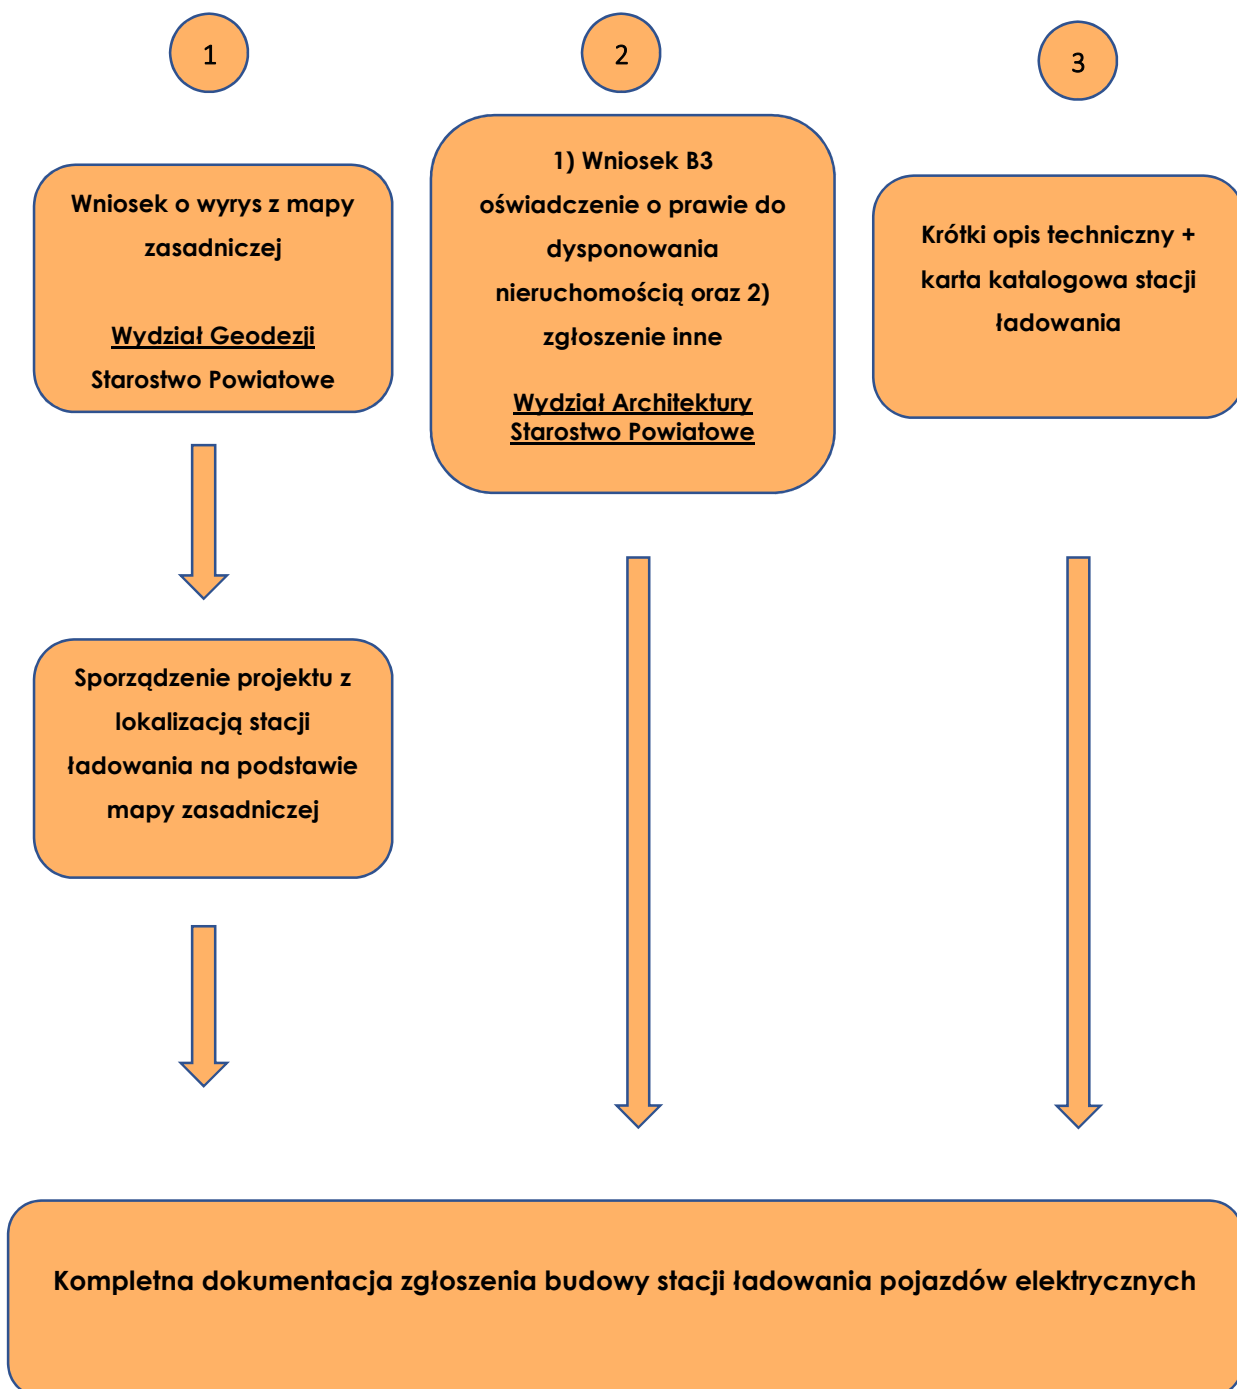 1
Wniosek o wyrys z mapy
zasadniczej
Wydział Geodezji
Starostwo Powiatowe
Sporządzenie projektu z
lokalizacją stacji
ładowania na podstawie
mapy zasadniczej
2
1) Wniosek B3
oświadczenie o prawie do
dysponowania
nieruchomością oraz 2)
zgłoszenie inne
Wydział Architektury
Starostwo Powiatowe
3
Krótki opis techniczny +
karta katalogowa stacji
ładowania
Kompletna dokumentacja zgłoszenia budowy stacji ładowania pojazdów elektrycznych